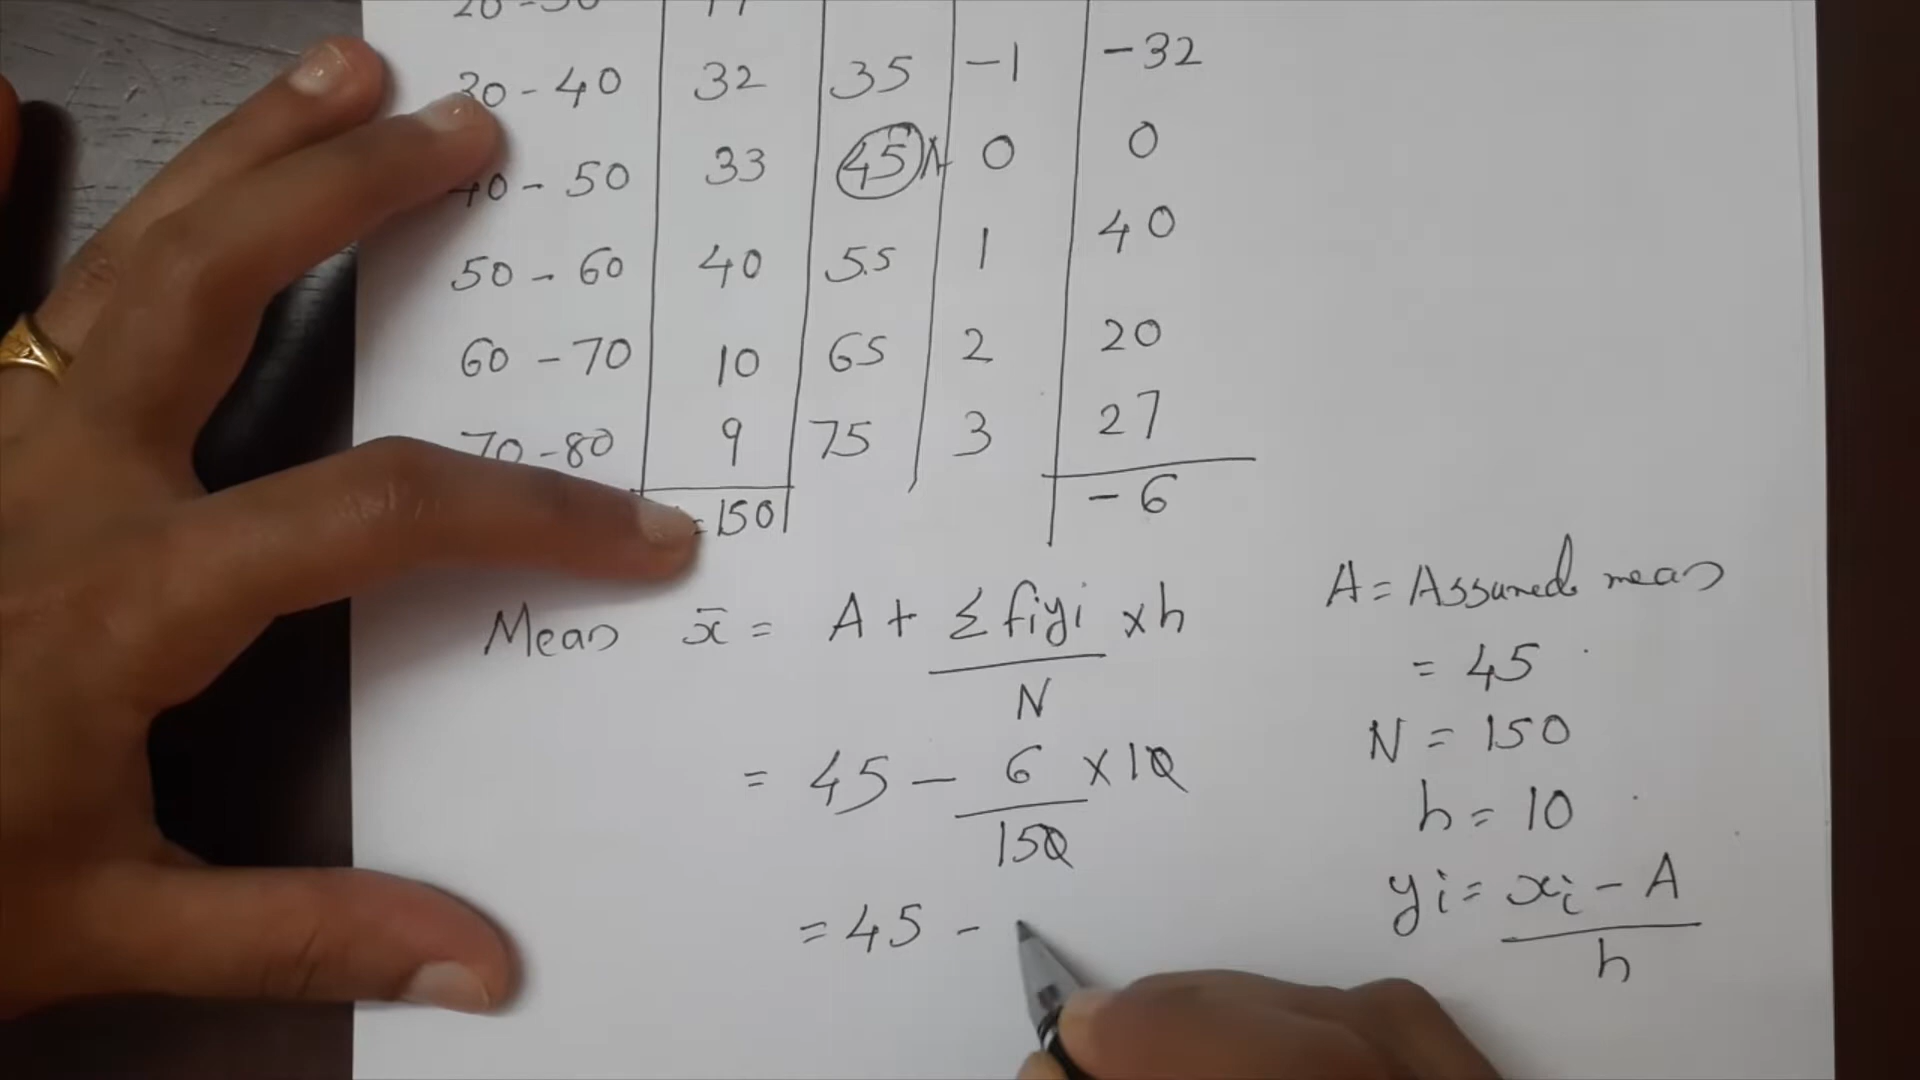 30 - 40 32 35 -1 -32
40 - 50 33 45 A 0 0
50 - 60 40 55 1 40
60 - 70 10 65 2 20
70 - 80 9 75 3 27
= 150 - 6
Mean x̄ = A + Σ fiyi × h
N
= 45 - 6 × 10
150
= 45 -
A = Assumed mean
= 45
N = 150
h = 10
yi = xi - A
h